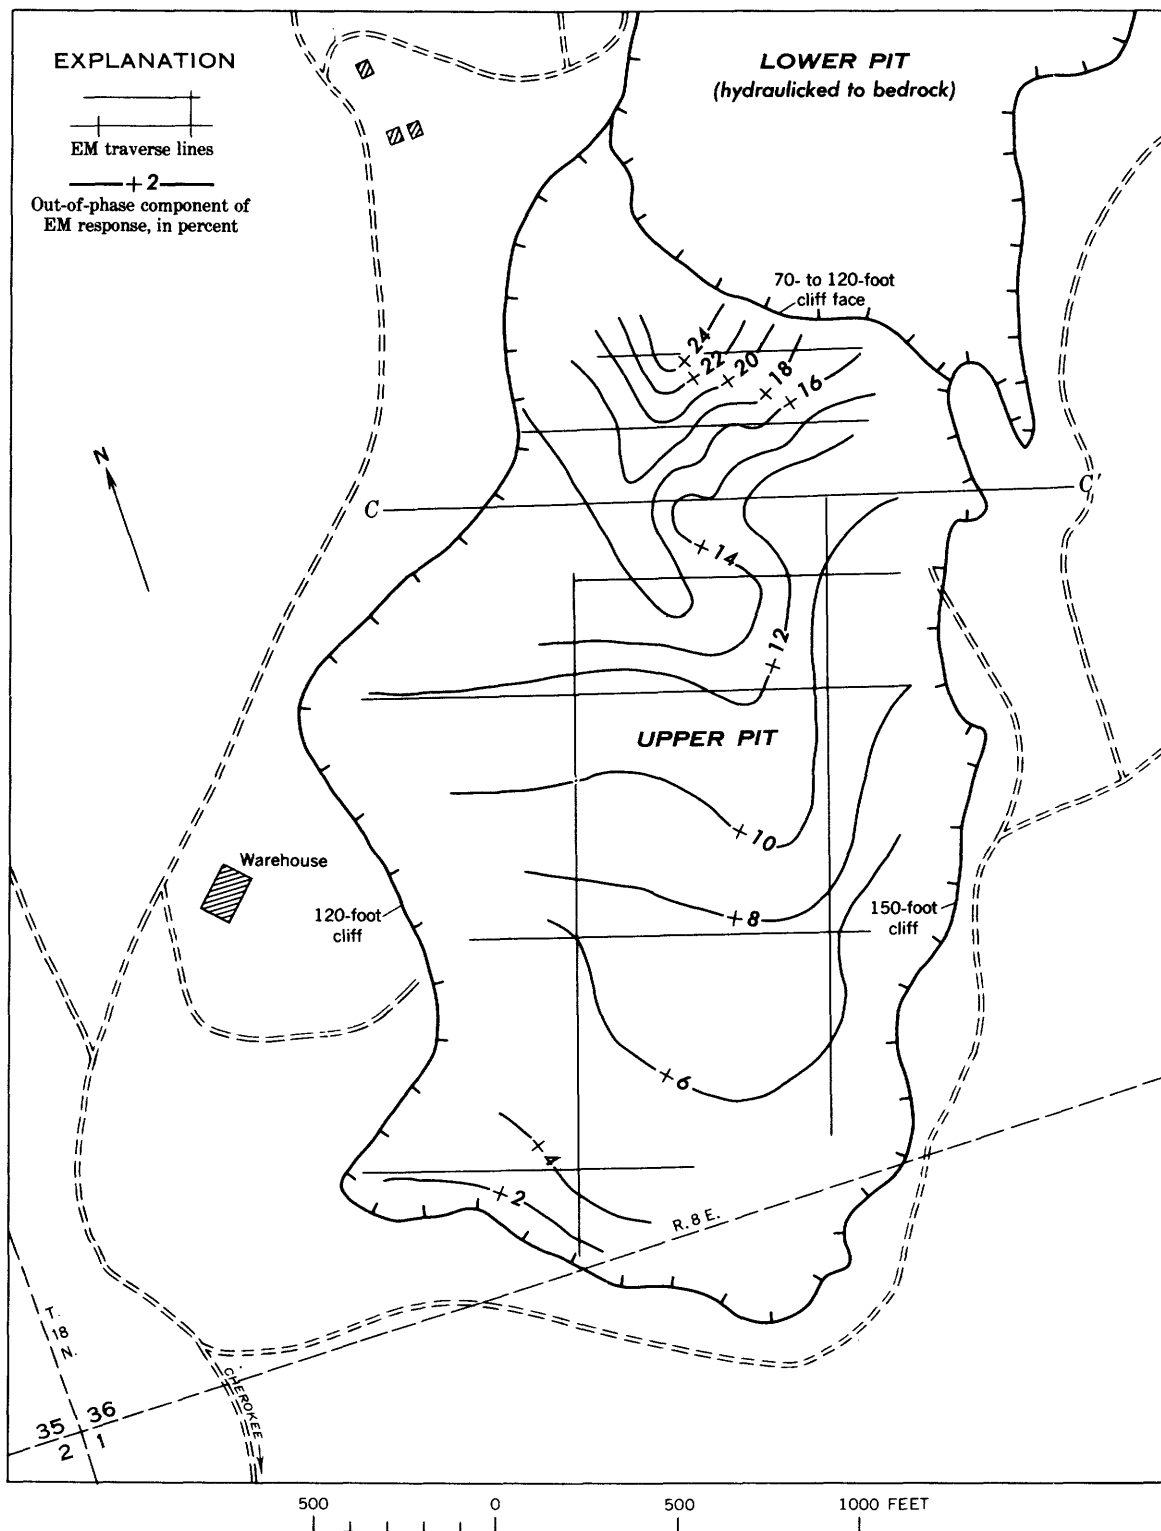 EXPLANATION
EM traverse lines
+2
Out-of-phase component of
EM response, in percent
LOWER PIT
(hydraulicked to bedrock)
70- to 120-foot
cliff face
+24
+22
+20
+18
+16
N
C
C'
+14
+12
UPPER PIT
+10
Warehouse
120-foot
cliff
+8
150-foot
cliff
+6
+4
+2
R. 8 E.
T.
18
N.
CHEROKEE
35
36
2
1
500
0
500
1000 FEET